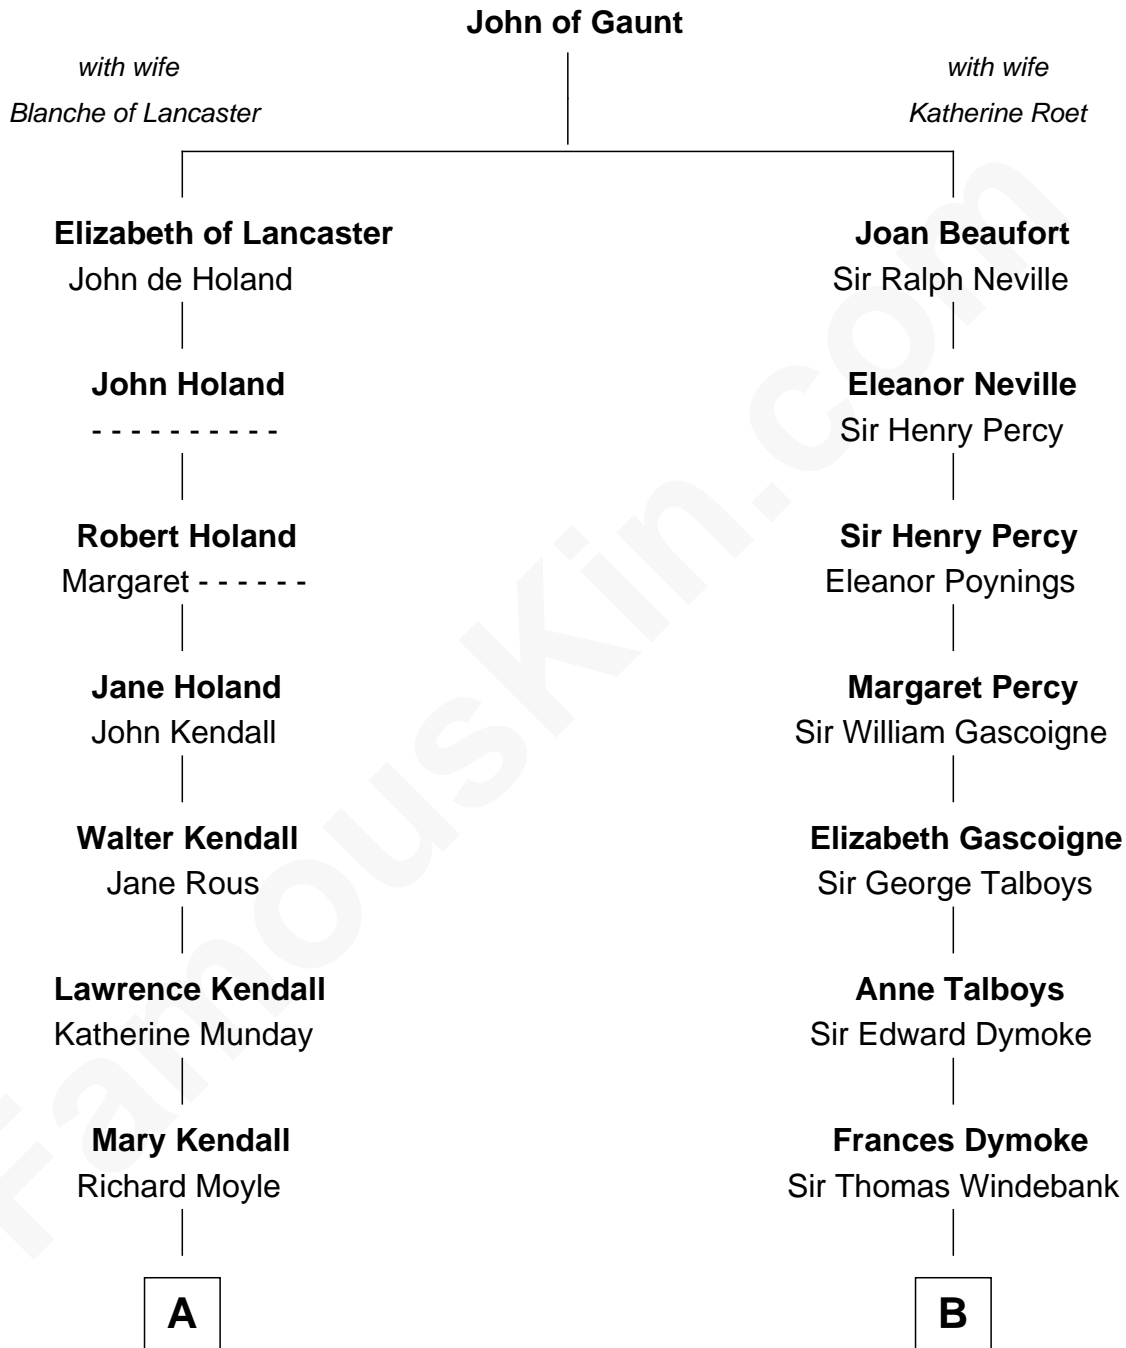 John of Gaunt
with wife
Blanche of Lancaster
with wife
Katherine Roet
Elizabeth of Lancaster
John de Holand
Joan Beaufort
Sir Ralph Neville
John Holand
- - - - - - - - - -
Eleanor Neville
Sir Henry Percy
Robert Holand
Margaret - - - - - -
Sir Henry Percy
Eleanor Poynings
Jane Holand
John Kendall
Margaret Percy
Sir William Gascoigne
Walter Kendall
Jane Rous
Elizabeth Gascoigne
Sir George Talboys
Lawrence Kendall
Katherine Munday
Anne Talboys
Sir Edward Dymoke
Mary Kendall
Richard Moyle
Frances Dymoke
Sir Thomas Windebank
A
B
FamousKin.com